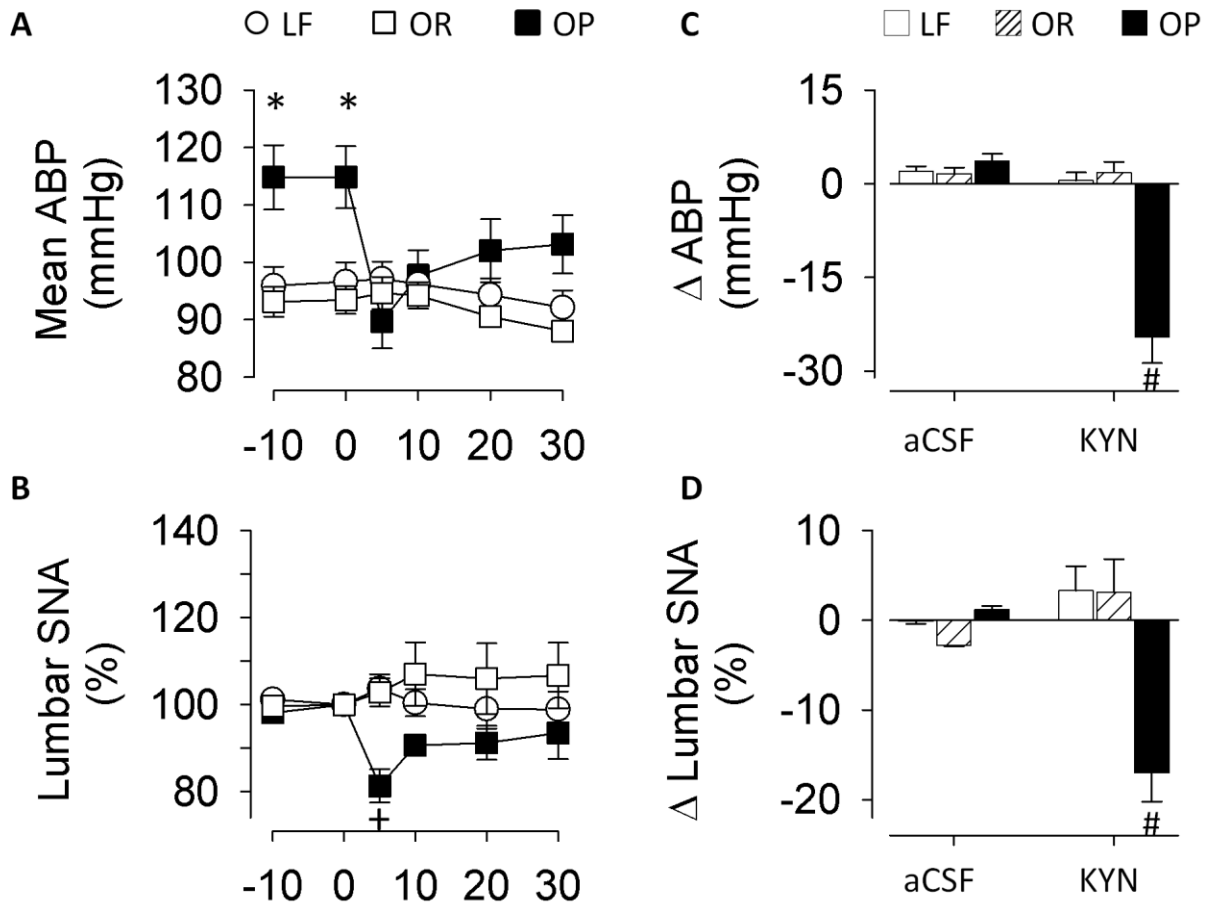 A
LF OR OP
Mean ABP
(mmHg)
130
120
110
100
90
80
* *
-10 0 10 20 30
B
Lumbar SNA
(%)
140
120
100
80
+
-10 0 10 20 30
C
LF OR OP
Δ ABP
(mmHg)
15
0
-15
-30
#
aCSF KYN
D
Δ Lumbar SNA
(%)
10
0
-10
-20
#
aCSF KYN